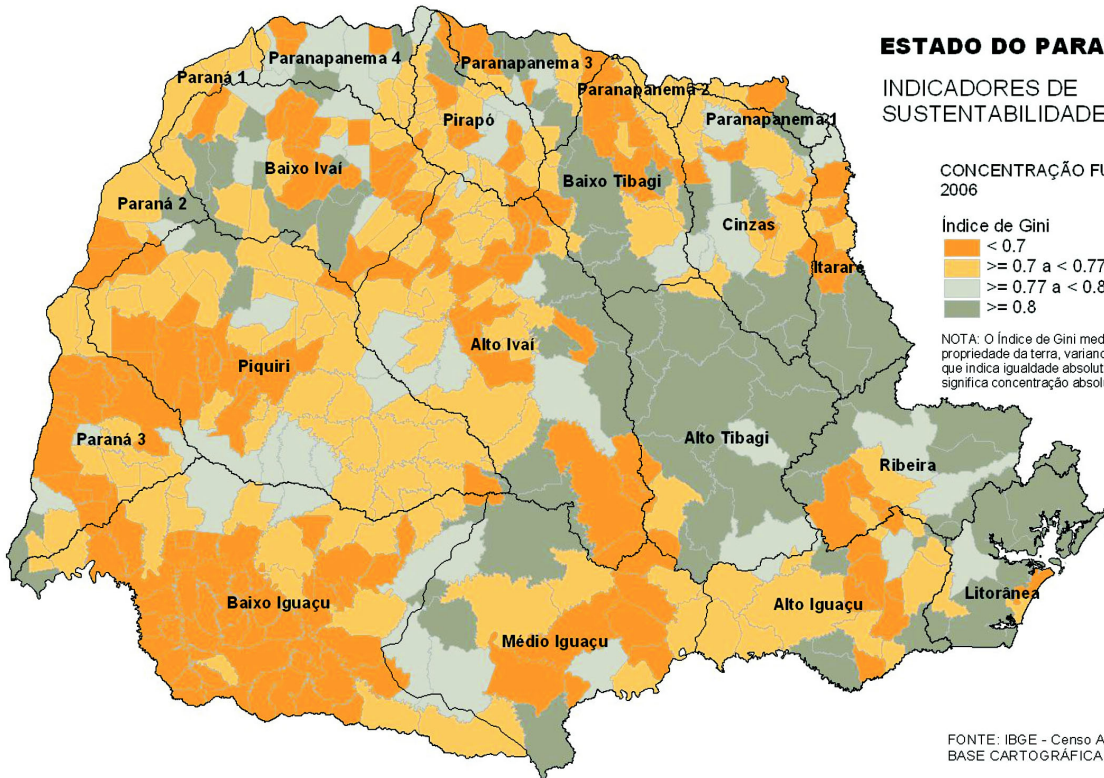 ESTADO DO PARA
INDICADORES DE
SUSTENTABILIDADE
CONCENTRAÇÃO FU
2006
Índice de Gini
< 0.7
>= 0.7 a < 0.77
>= 0.77 a < 0.8
>= 0.8
NOTA: O Índice de Gini med
propriedade da terra, varianc
que indica igualdade absolut
significa concentração absol
Paraná 1
Paranapanema 4
Paranapanema 3
Paranapanema 2
Paranapanema 1
Pirapó
Baixo Ivaí
Baixo Tibagi
Paraná 2
Cinzas
Itararé
Piquiri
Alto Ivaí
Paraná 3
Alto Tibagi
Ribeira
Baixo Iguaçu
Médio Iguaçu
Alto Iguaçu
Litorânea
FONTE: IBGE - Censo A
BASE CARTOGRÁFICA